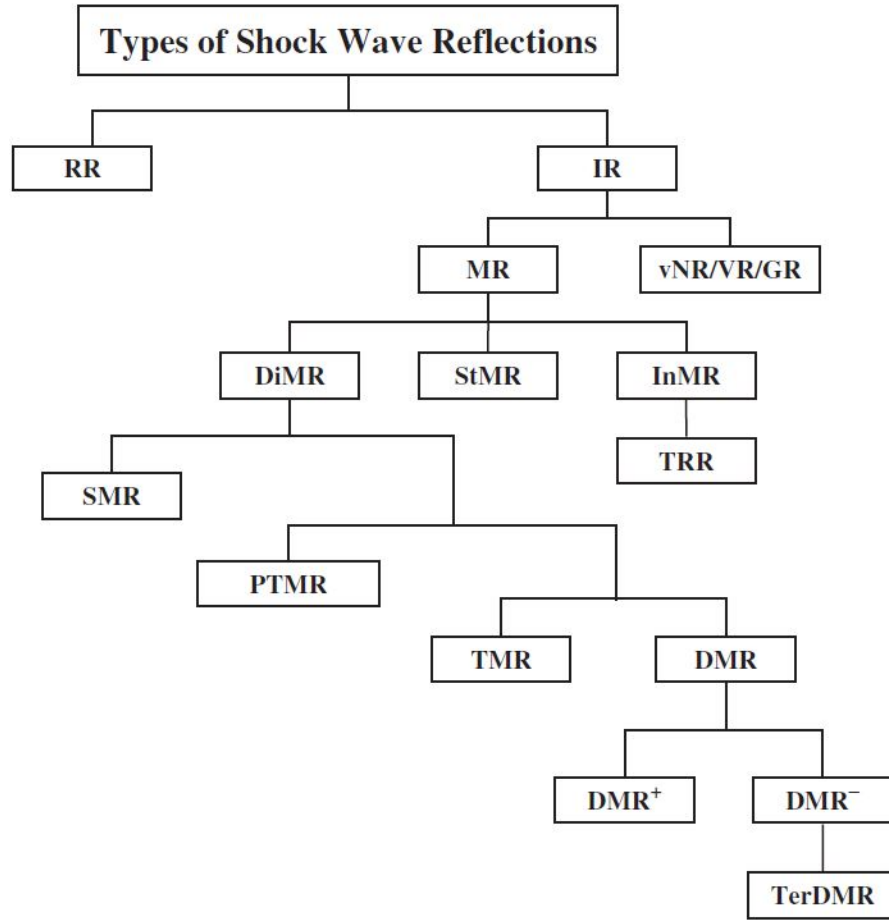 Types of Shock Wave Reflections
RR
IR
MR
vNR/VR/GR
DiMR
StMR
InMR
TRR
SMR
PTMR
TMR
DMR
DMR⁺
DMR⁻
TerDMR